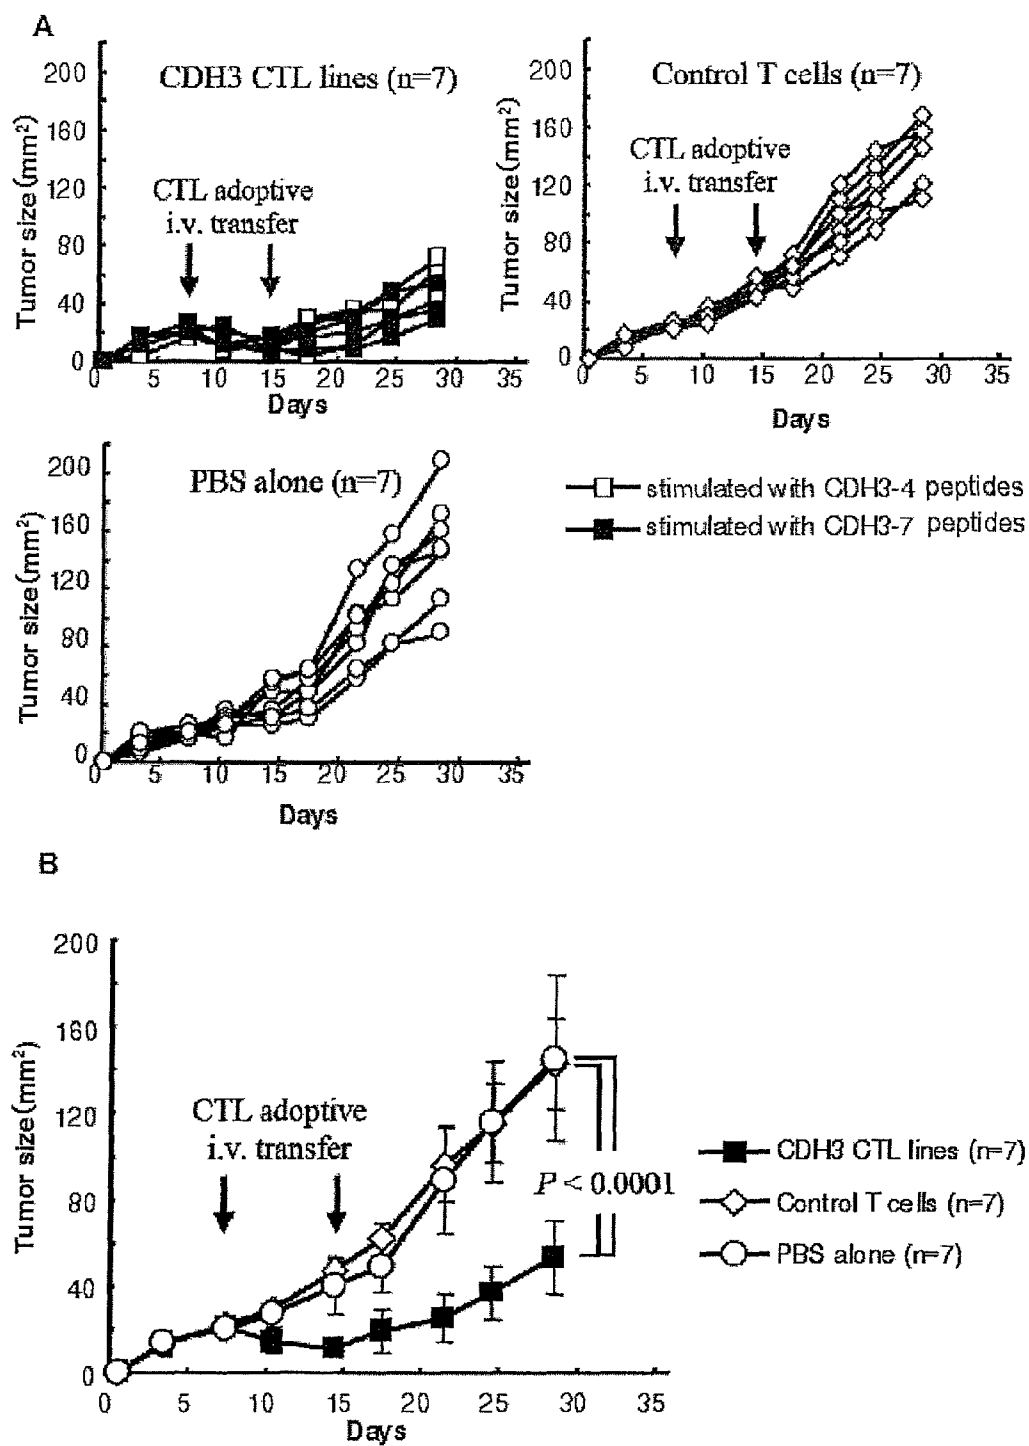 A
CDH3 CTL lines (n=7)
CTL adoptive
i.v. transfer
Tumor size(mm²)
200
160
120
80
40
0
0 5 10 15 20 25 30 35
Days
Control T cells (n=7)
CTL adoptive
i.v. transfer
Tumor size(mm²)
200
160
120
80
40
0
0 5 10 15 20 25 30 35
Days
PBS alone (n=7)
Tumor size(mm²)
200
160
120
80
40
0
0 5 10 15 20 25 30 35
Days
stimulated with CDH3-4 peptides
stimulated with CDH3-7 peptides
B
Tumor size(mm²)
200
160
120
80
40
0
CTL adoptive
i.v. transfer
P < 0.0001
0 5 10 15 20 25 30 35
Days
CDH3 CTL lines (n=7)
Control T cells (n=7)
PBS alone (n=7)